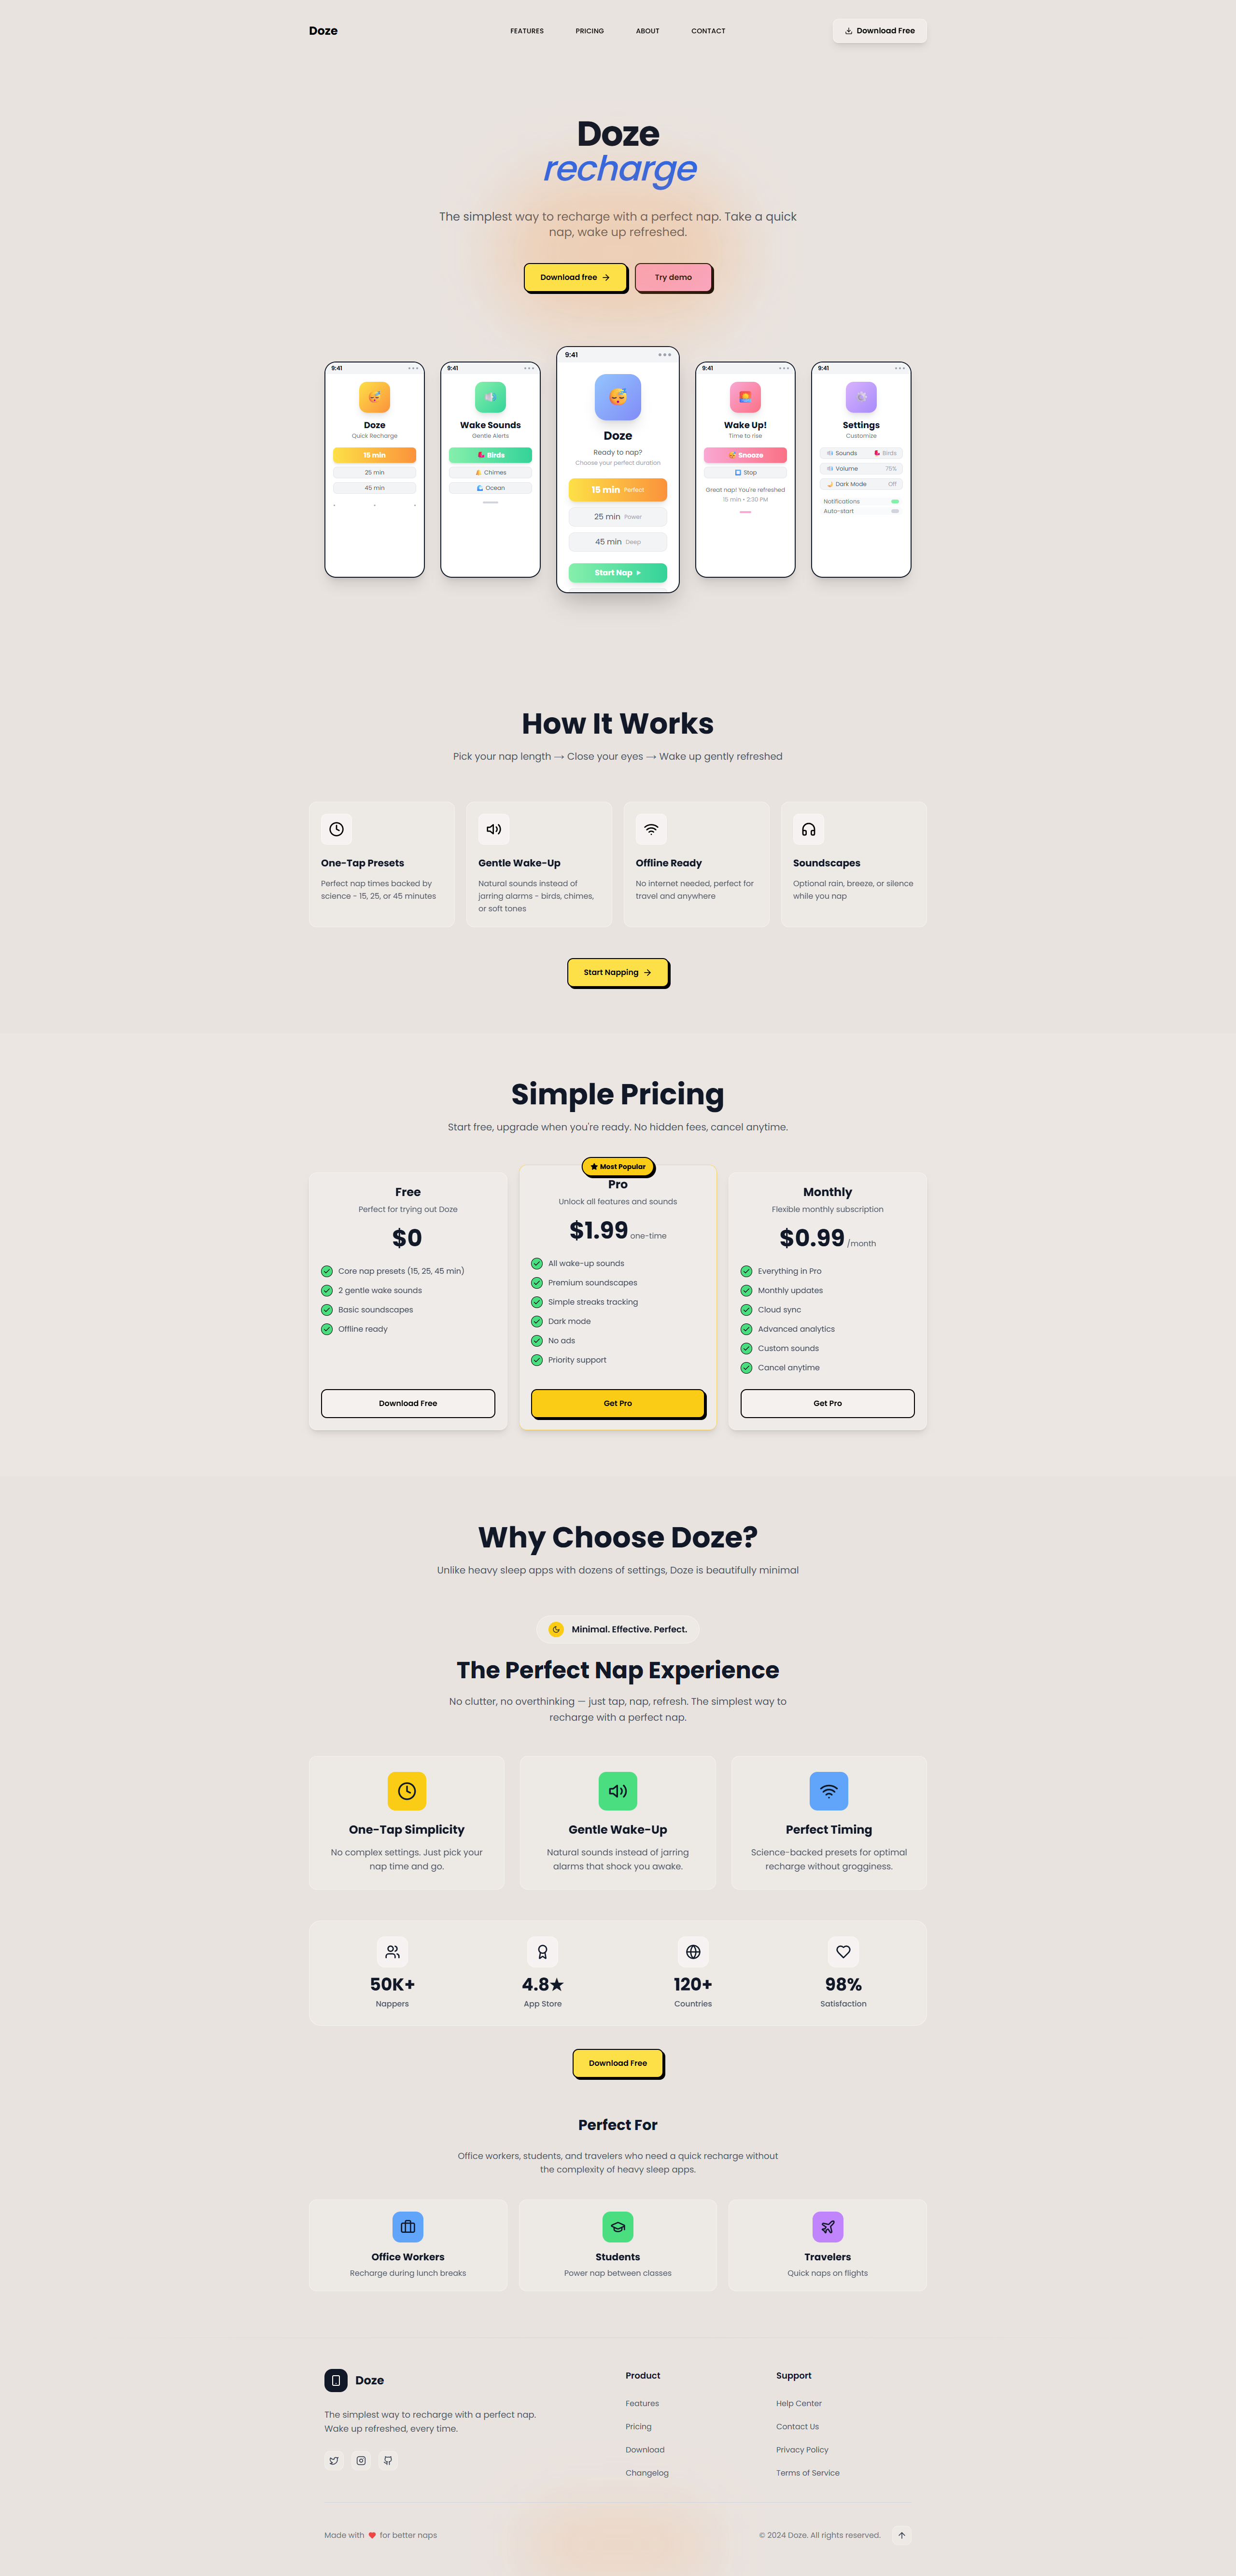 Doze
FEATURES
PRICING
ABOUT
CONTACT
Download Free
Doze
recharge
The simplest way to recharge with a perfect nap. Take a quick
nap, wake up refreshed.
Download free
Try demo
9:41
Doze
Quick Recharge
15 min
25 min
45 min
9:41
Wake Sounds
Gentle Alerts
Birds
Chimes
Ocean
9:41
Doze
Ready to nap?
Choose your perfect duration
15 min Perfect
25 min Power
45 min Deep
Start Nap
9:41
Wake Up!
Time to rise
Snooze
Stop
Great nap! You're refreshed
15 min • 2:30 PM
9:41
Settings
Customize
Sounds Birds
Volume 75%
Dark Mode Off
Notifications
Auto-start
How It Works
Pick your nap length → Close your eyes → Wake up gently refreshed
One-Tap Presets
Perfect nap times backed by
science - 15, 25, or 45 minutes
Gentle Wake-Up
Natural sounds instead of
jarring alarms - birds, chimes,
or soft tones
Offline Ready
No internet needed, perfect for
travel and anywhere
Soundscapes
Optional rain, breeze, or silence
while you nap
Start Napping
Simple Pricing
Start free, upgrade when you're ready. No hidden fees, cancel anytime.
Free
Perfect for trying out Doze
$0
Core nap presets (15, 25, 45 min)
2 gentle wake sounds
Basic soundscapes
Offline ready
Download Free
Most Popular
Pro
Unlock all features and sounds
$1.99 one-time
All wake-up sounds
Premium soundscapes
Simple streaks tracking
Dark mode
No ads
Priority support
Get Pro
Monthly
Flexible monthly subscription
$0.99 /month
Everything in Pro
Monthly updates
Cloud sync
Advanced analytics
Custom sounds
Cancel anytime
Get Pro
Why Choose Doze?
Unlike heavy sleep apps with dozens of settings, Doze is beautifully minimal
Minimal. Effective. Perfect.
The Perfect Nap Experience
No clutter, no overthinking — just tap, nap, refresh. The simplest way to
recharge with a perfect nap.
One-Tap Simplicity
No complex settings. Just pick your
nap time and go.
Gentle Wake-Up
Natural sounds instead of jarring
alarms that shock you awake.
Perfect Timing
Science-backed presets for optimal
recharge without grogginess.
50K+
Nappers
4.8★
App Store
120+
Countries
98%
Satisfaction
Download Free
Perfect For
Office workers, students, and travelers who need a quick recharge without
the complexity of heavy sleep apps.
Office Workers
Recharge during lunch breaks
Students
Power nap between classes
Travelers
Quick naps on flights
Doze
The simplest way to recharge with a perfect nap.
Wake up refreshed, every time.
Product
Features
Pricing
Download
Changelog
Support
Help Center
Contact Us
Privacy Policy
Terms of Service
Made with ❤ for better naps
© 2024 Doze. All rights reserved.